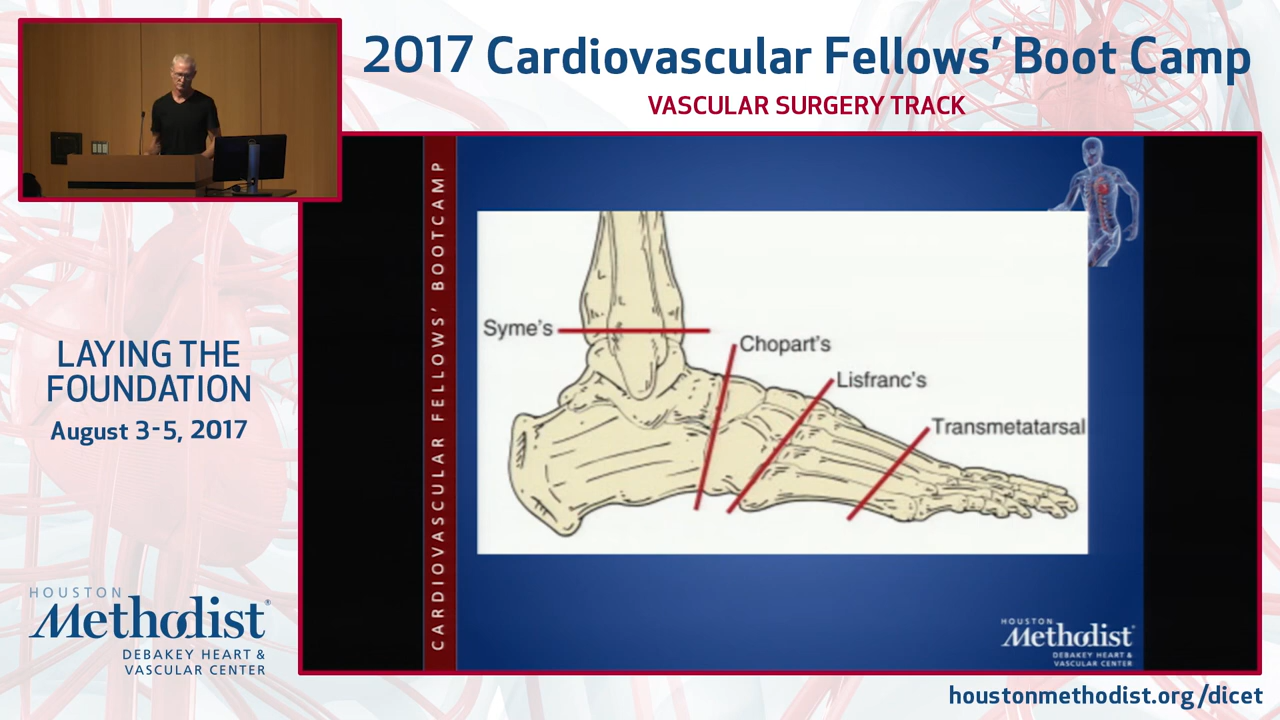 2017 Cardiovascular Fellows’ Boot Camp
VASCULAR SURGERY TRACK
LAYING THE
FOUNDATION
August 3-5, 2017
HOUSTON
Methodist®
DEBAKEY HEART &
VASCULAR CENTER
CARDIOVASCULAR FELLOWS’ BOOTCAMP
Syme's
Chopart's
Lisfranc's
Transmetatarsal
HOUSTON
Methodist
DEBAKEY HEART &
VASCULAR CENTER
houstonmethodist.org/dicet